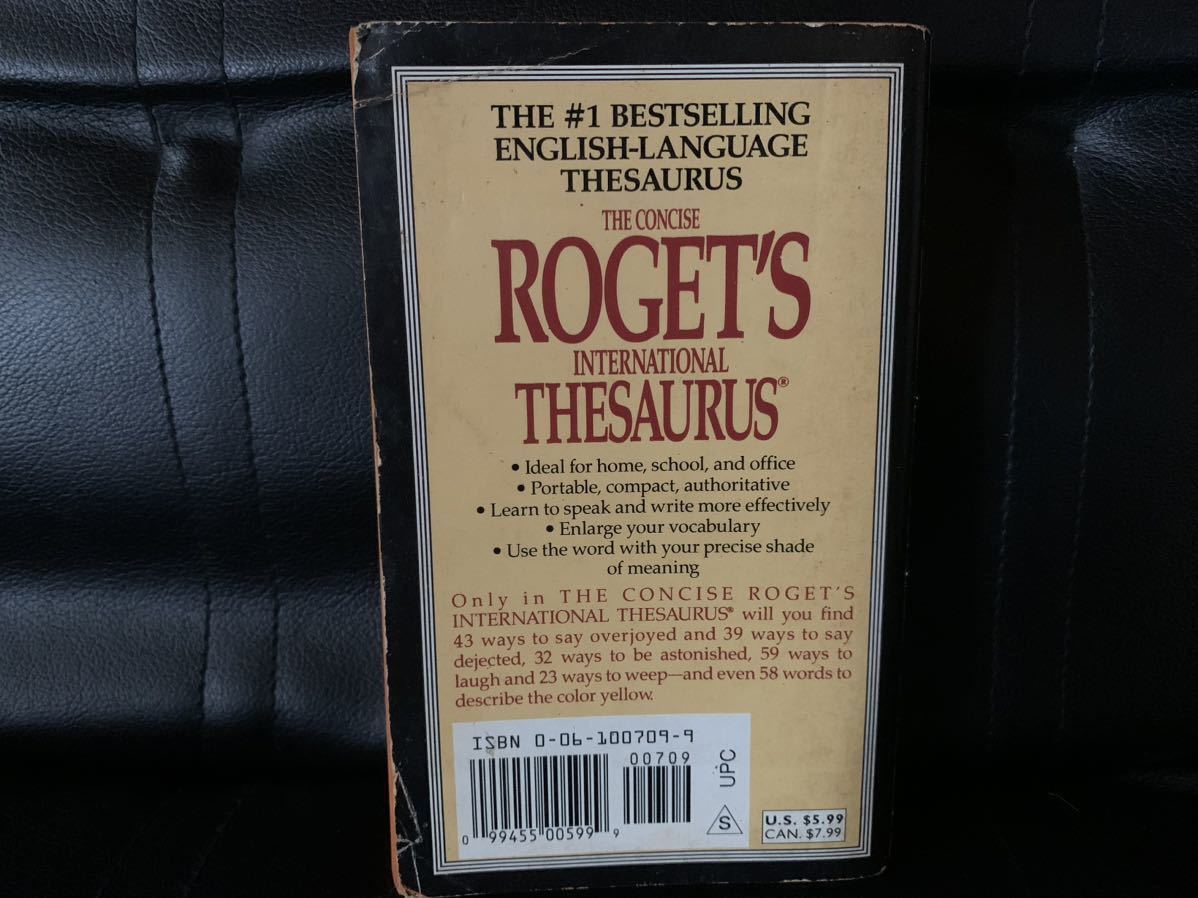 THE #1 BESTSELLING
ENGLISH-LANGUAGE
THESAURUS
THE CONCISE
ROGET'S
INTERNATIONAL
THESAURUS®
• Ideal for home, school, and office
• Portable, compact, authoritative
• Learn to speak and write more effectively
• Enlarge your vocabulary
• Use the word with your precise shade
of meaning
Only in THE CONCISE ROGET'S
INTERNATIONAL THESAURUS® will you find
43 ways to say overjoyed and 39 ways to say
dejected, 32 ways to be astonished, 59 ways to
laugh and 23 ways to weep—and even 58 words to
describe the color yellow.
ISBN 0-06-100709-9
00709
UPC
S
0 99455 00599 9
U.S. $5.99
CAN. $7.99